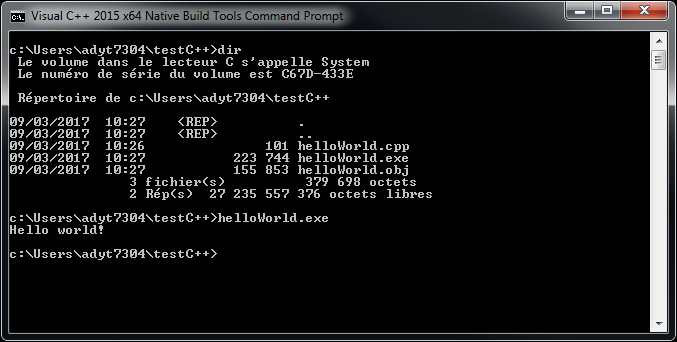 Visual C++ 2015 x64 Native Build Tools Command Prompt
c:\Users\adyt7304\testC++>dir
Le volume dans le lecteur C s'appelle System
Le numéro de série du volume est C67D-433E
Répertoire de c:\Users\adyt7304\testC++
09/03/2017  10:27    <REP>          .
09/03/2017  10:27    <REP>          ..
09/03/2017  10:26               101 helloWorld.cpp
09/03/2017  10:27           223 744 helloWorld.exe
09/03/2017  10:27           155 853 helloWorld.obj
3 fichier(s)          379 698 octets
2 Rép(s)  27 235 557 376 octets libres
c:\Users\adyt7304\testC++>helloWorld.exe
Hello world!
c:\Users\adyt7304\testC++>